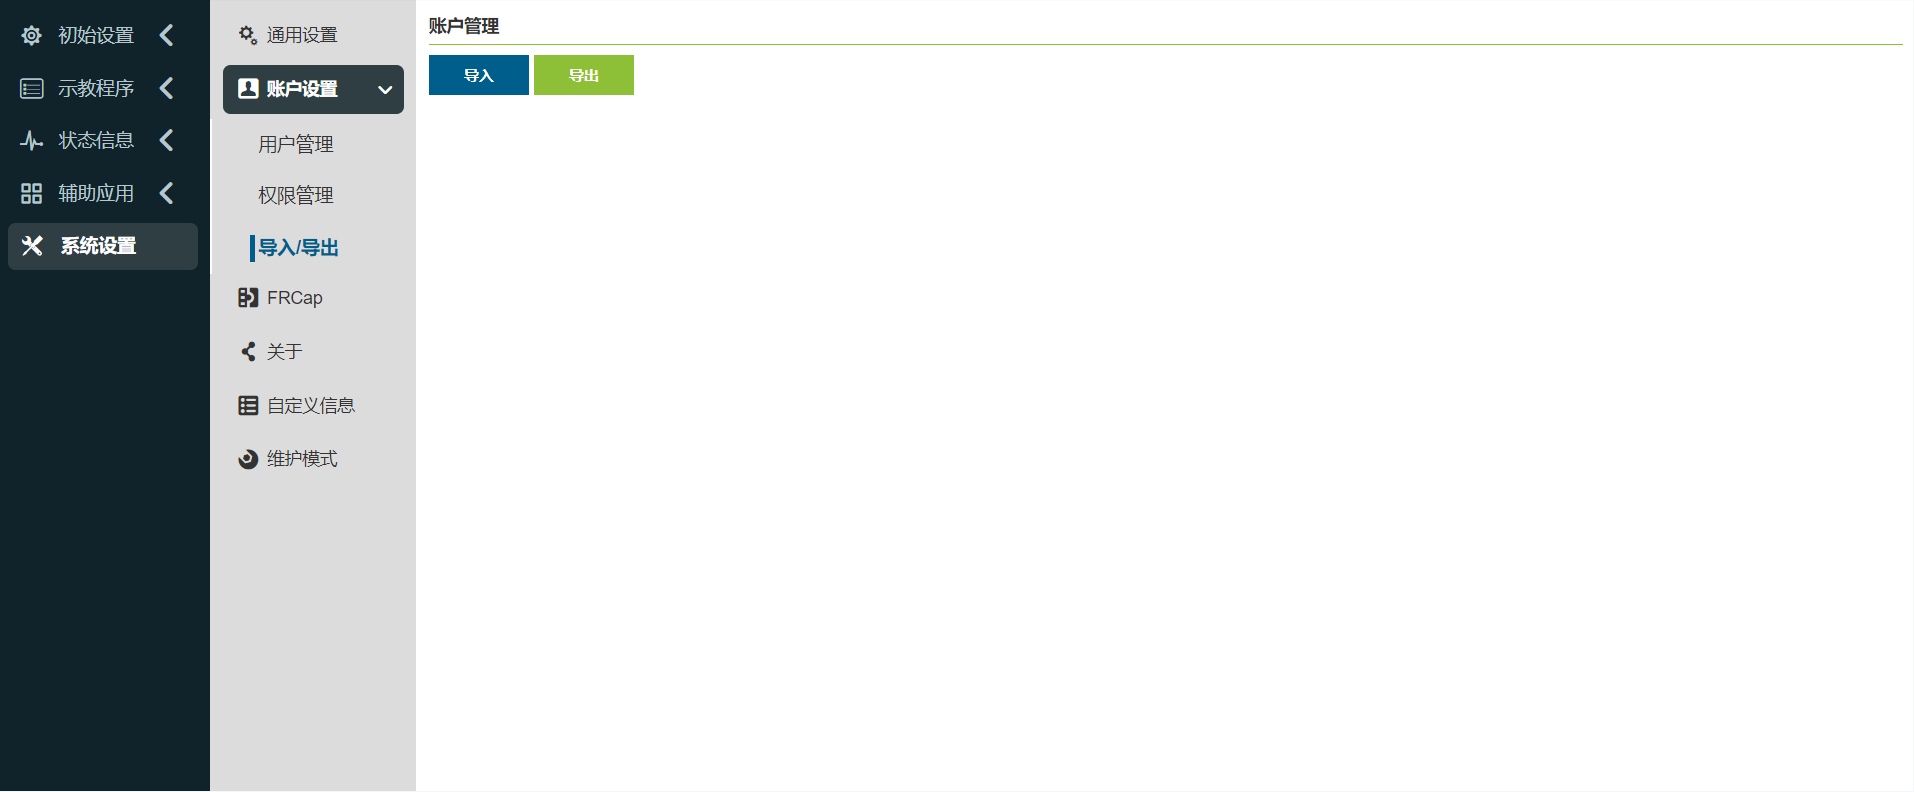 初始设置
示教程序
状态信息
辅助应用
系统设置
通用设置
账户设置
用户管理
权限管理
导入/导出
FRCap
关于
自定义信息
维护模式
账户管理
导入
导出